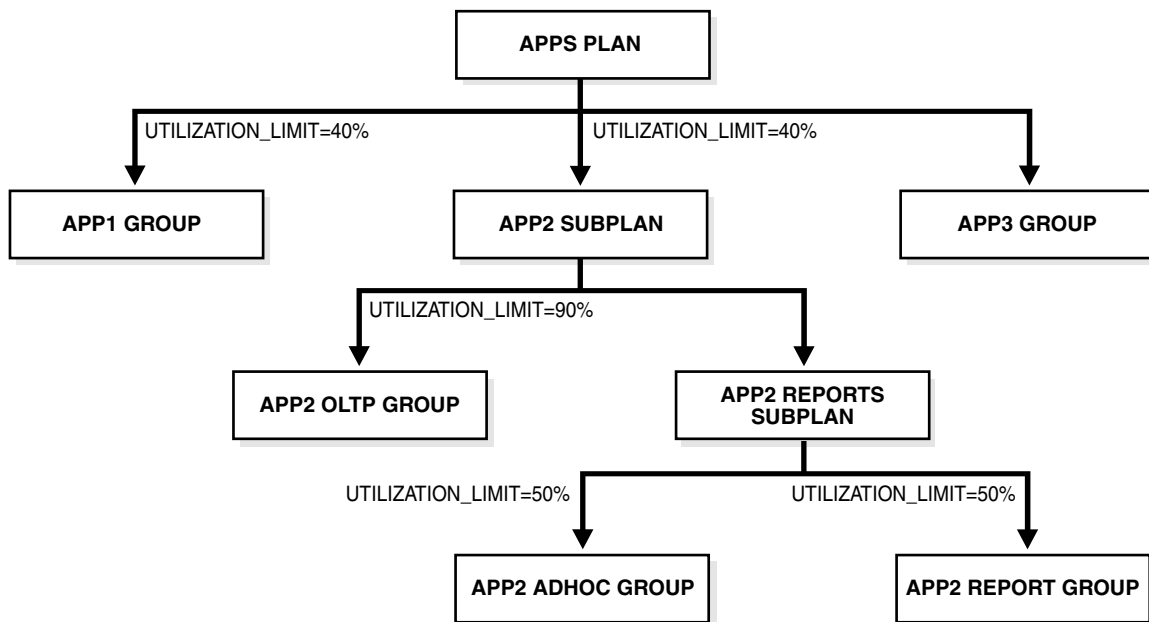 APPS PLAN
UTILIZATION_LIMIT=40%
UTILIZATION_LIMIT=40%
APP1 GROUP
APP2 SUBPLAN
APP3 GROUP
UTILIZATION_LIMIT=90%
APP2 OLTP GROUP
APP2 REPORTS
SUBPLAN
UTILIZATION_LIMIT=50%
UTILIZATION_LIMIT=50%
APP2 ADHOC GROUP
APP2 REPORT GROUP